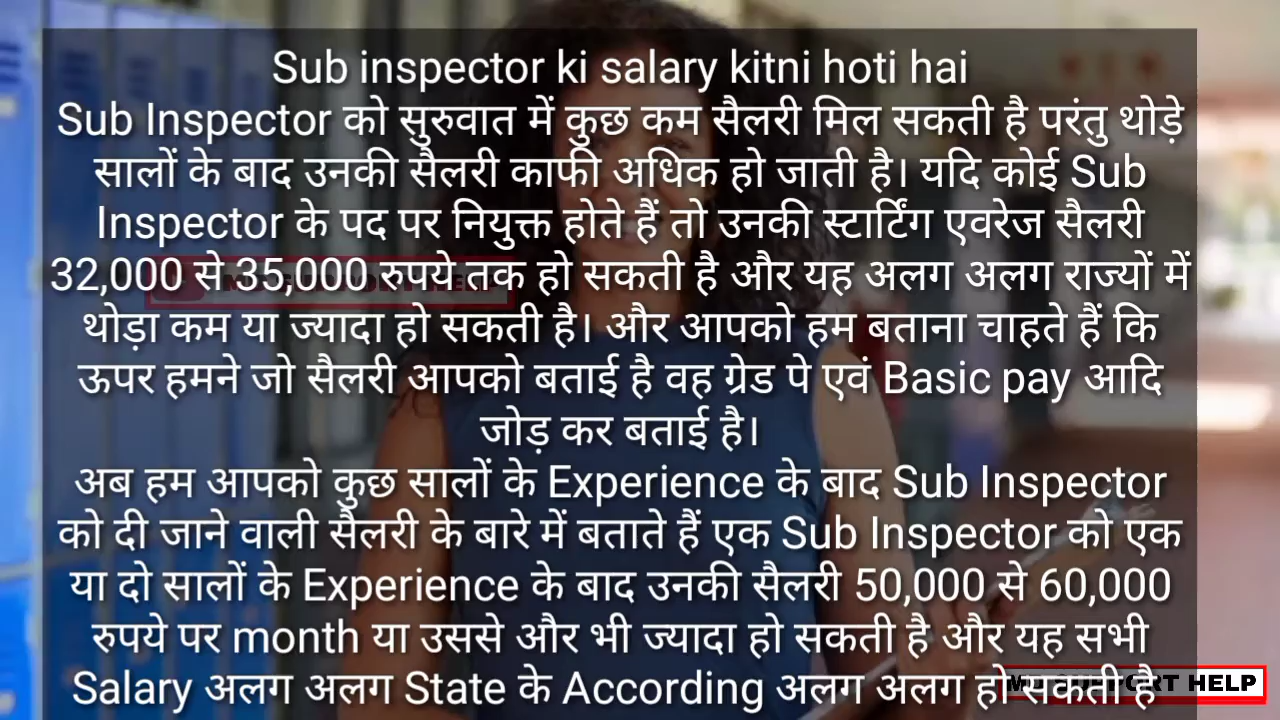 Sub inspector ki salary kitni hoti hai
Sub Inspector को सुरुवात में कुछ कम सैलरी मिल सकती है परंतु थोड़े
सालों के बाद उनकी सैलरी काफी अधिक हो जाती है। यदि कोई Sub
Inspector के पद पर नियुक्त होते हैं तो उनकी स्टार्टिंग एवरेज सैलरी
32,000 से 35,000 रुपये तक हो सकती है और यह अलग अलग राज्यों में
थोड़ा कम या ज्यादा हो सकती है। और आपको हम बताना चाहते हैं कि
ऊपर हमने जो सैलरी आपको बताई है वह ग्रेड पे एवं Basic pay आदि
जोड़ कर बताई है।
अब हम आपको कुछ सालों के Experience के बाद Sub Inspector
को दी जाने वाली सैलरी के बारे में बताते हैं एक Sub Inspector को एक
या दो सालों के Experience के बाद उनकी सैलरी 50,000 से 60,000
रुपये पर month या उससे और भी ज्यादा हो सकती है और यह सभी
Salary अलग अलग State के According अलग अलग हो सकती है
HELP